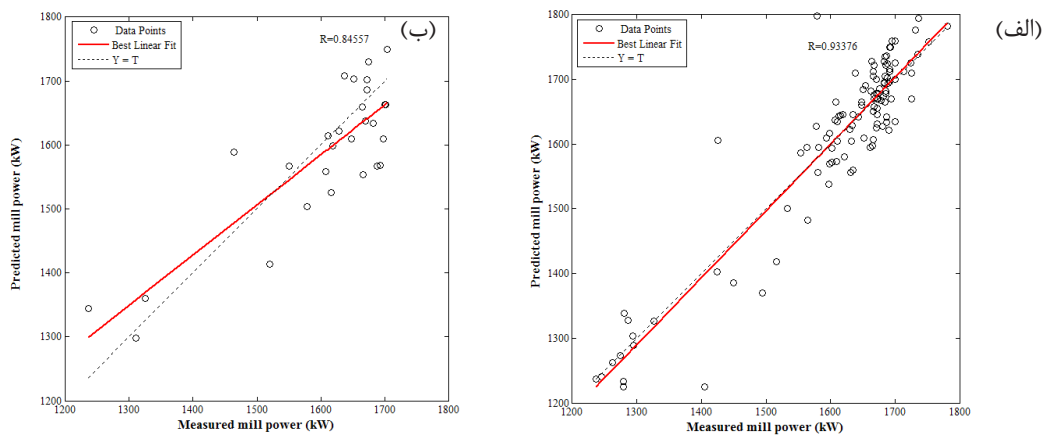 (ب)
R=0.84557
Data Points
Best Linear Fit
Y = T
Predicted mill power (kW)
1800
1700
1600
1500
1400
1300
1200
1200 1300 1400 1500 1600 1700 1800
Measured mill power (kW)
(الف)
R=0.93376
Data Points
Best Linear Fit
Y = T
Predicted mill power (kW)
1800
1700
1600
1500
1400
1300
1200
1200 1300 1400 1500 1600 1700 1800
Measured mill power (kW)